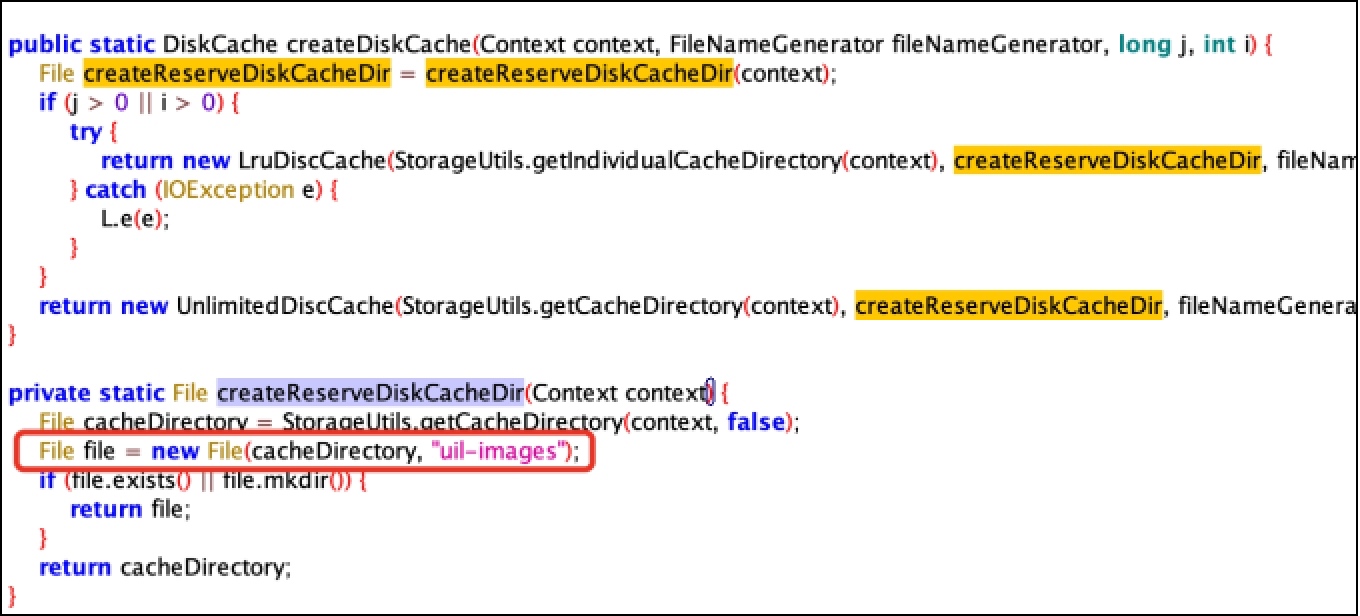 public static DiskCache createDiskCache(Context context, FileNameGenerator fileNameGenerator, long j, int i) {
File createReserveDiskCacheDir = createReserveDiskCacheDir(context);
if (j > 0 || i > 0) {
try {
return new LruDiscCache(StorageUtils.getIndividualCacheDirectory(context), createReserveDiskCacheDir, fileNam
} catch (IOException e) {
L.e(e);
}
}
return new UnlimitedDiscCache(StorageUtils.getCacheDirectory(context), createReserveDiskCacheDir, fileNameGenera
}
private static File createReserveDiskCacheDir(Context context) {
File cacheDirectory = StorageUtils.getCacheDirectory(context, false);
File file = new File(cacheDirectory, "uil-images");
if (file.exists() || file.mkdir()) {
return file;
}
return cacheDirectory;
}